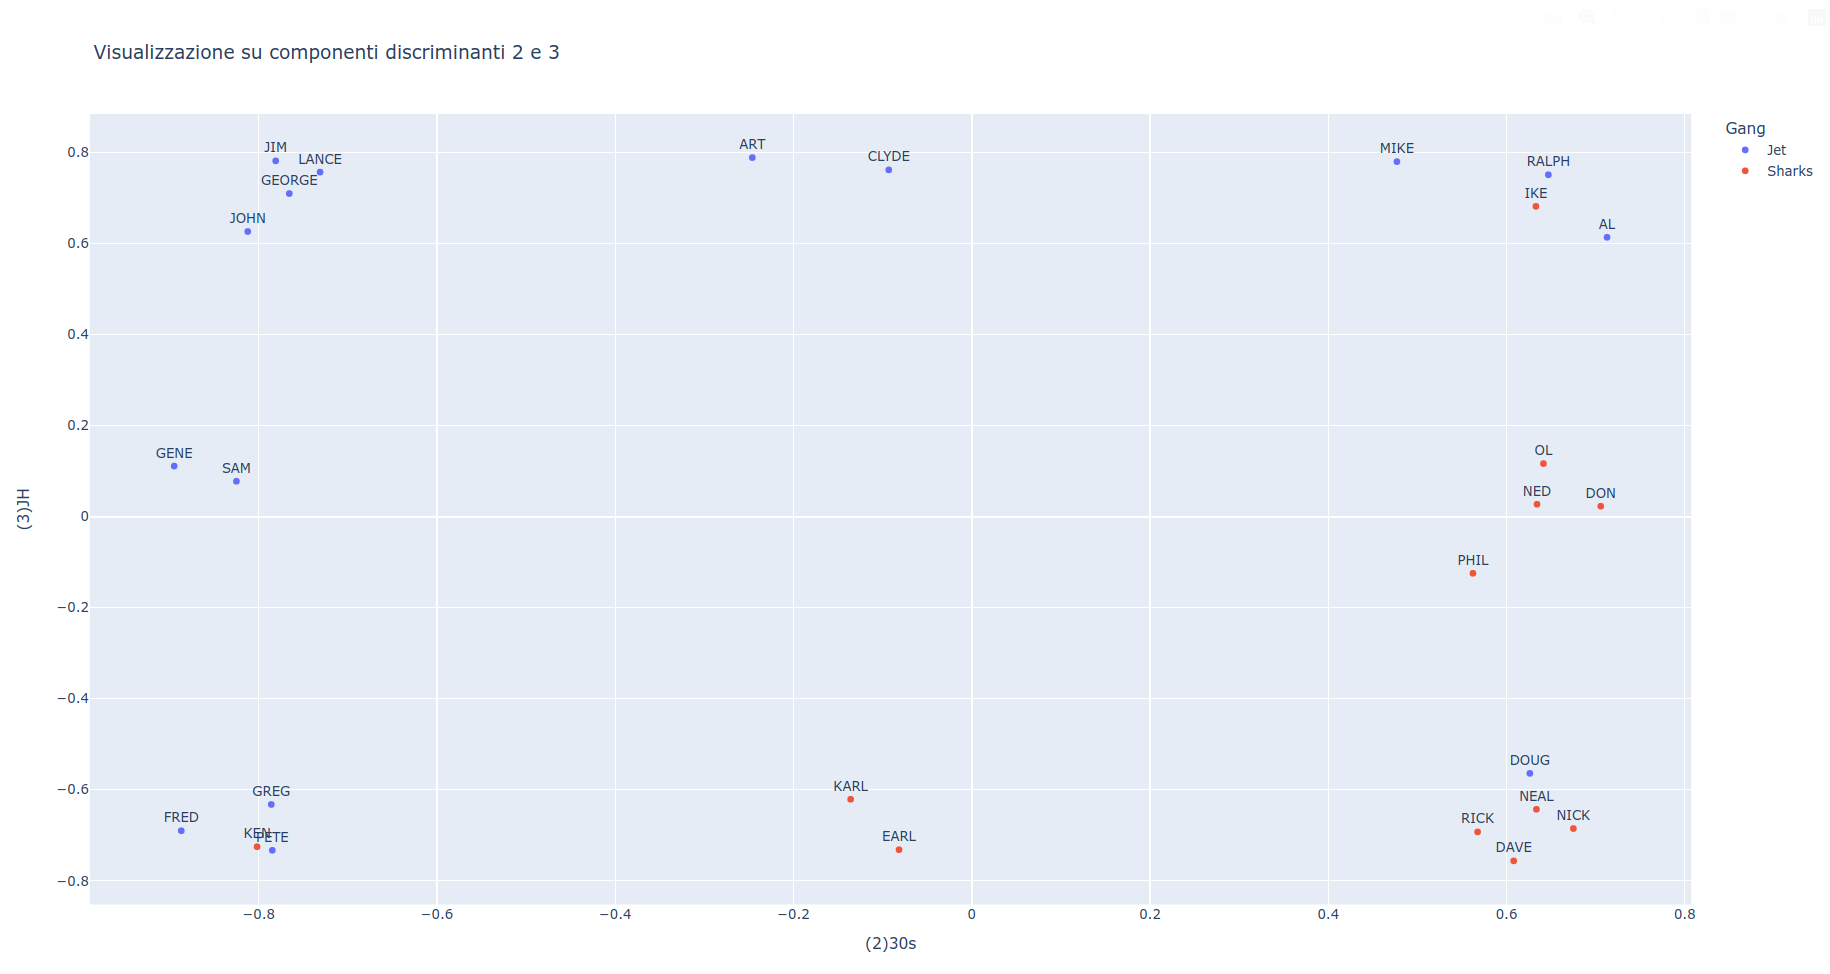 Visualizzazione su componenti discriminanti 2 e 3
Gang
Jet
Sharks
JIM
LANCE
GEORGE
JOHN
ART
CLYDE
MIKE
RALPH
IKE
AL
GENE
SAM
OL
NED
DON
PHIL
DOUG
NEAL
NICK
RICK
DAVE
KARL
EARL
GREG
FRED
KEN
PETE
0.8
0.6
0.4
0.2
0
−0.2
−0.4
−0.6
−0.8
(3)JH
−0.8
−0.6
−0.4
−0.2
0
0.2
0.4
0.6
0.8
(2)30s